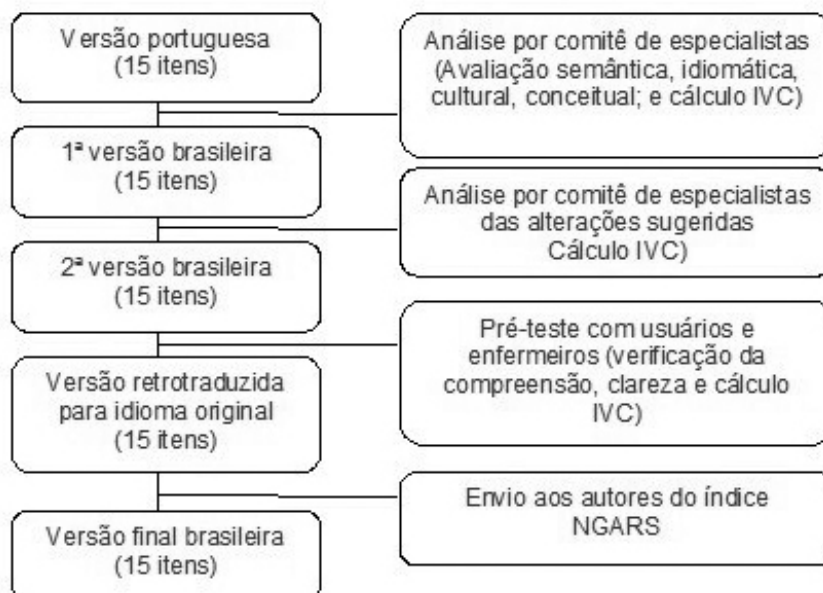 Versão portuguesa
(15 itens)
Análise por comitê de especialistas
(Avaliação semântica, idiomática,
cultural, conceitual; e cálculo IVC)
1ª versão brasileira
(15 itens)
Análise por comitê de especialistas
das alterações sugeridas
Cálculo IVC)
2ª versão brasileira
(15 itens)
Pré-teste com usuários e
enfermeiros (verificação da
compreensão, clareza e cálculo
IVC)
Versão retrotraduzida
para idioma original
(15 itens)
Envio aos autores do índice
NGARS
Versão final brasileira
(15 itens)